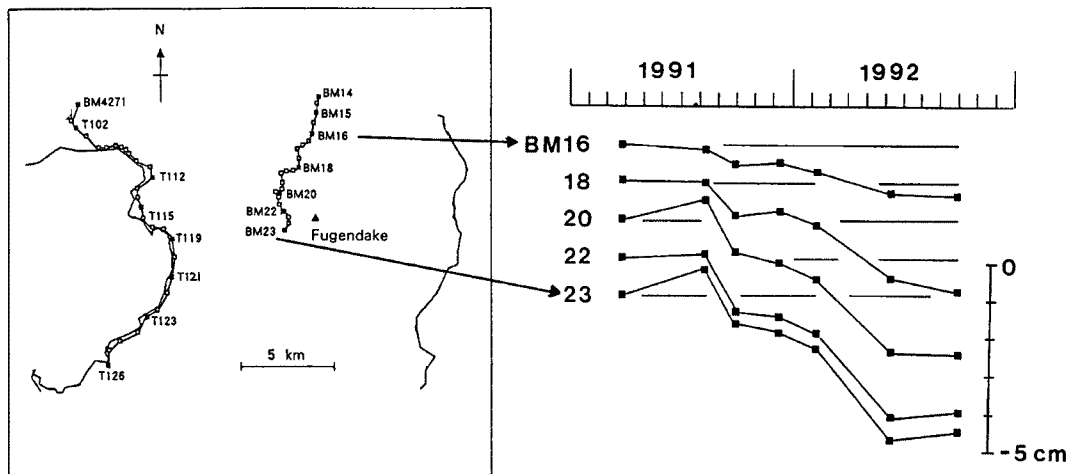 N
BM4271
T102
T112
T115
T119
T121
T123
T126
BM14
BM15
BM16
BM18
BM20
BM22
BM23
Fugendake
5 km
1991 1992
BM16
18
20
22
23
0
-5 cm